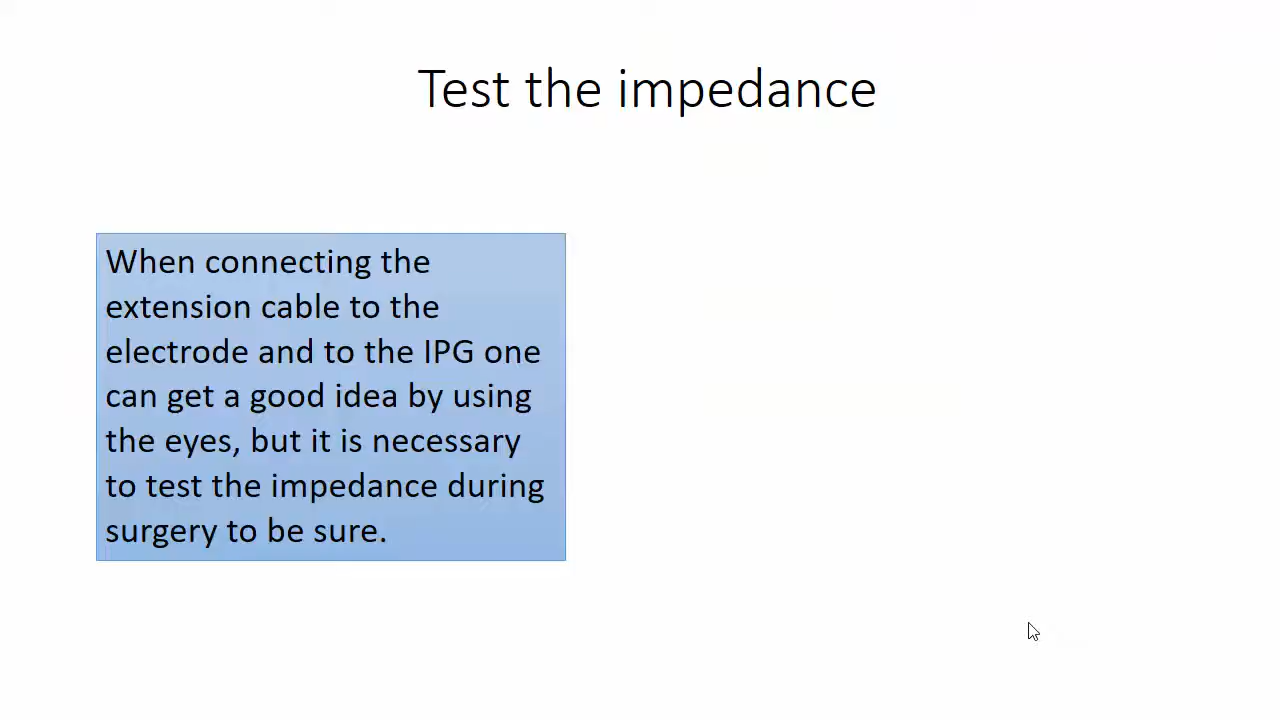 Test the impedance
When connecting the
extension cable to the
electrode and to the IPG one
can get a good idea by using
the eyes, but it is necessary
to test the impedance during
surgery to be sure.